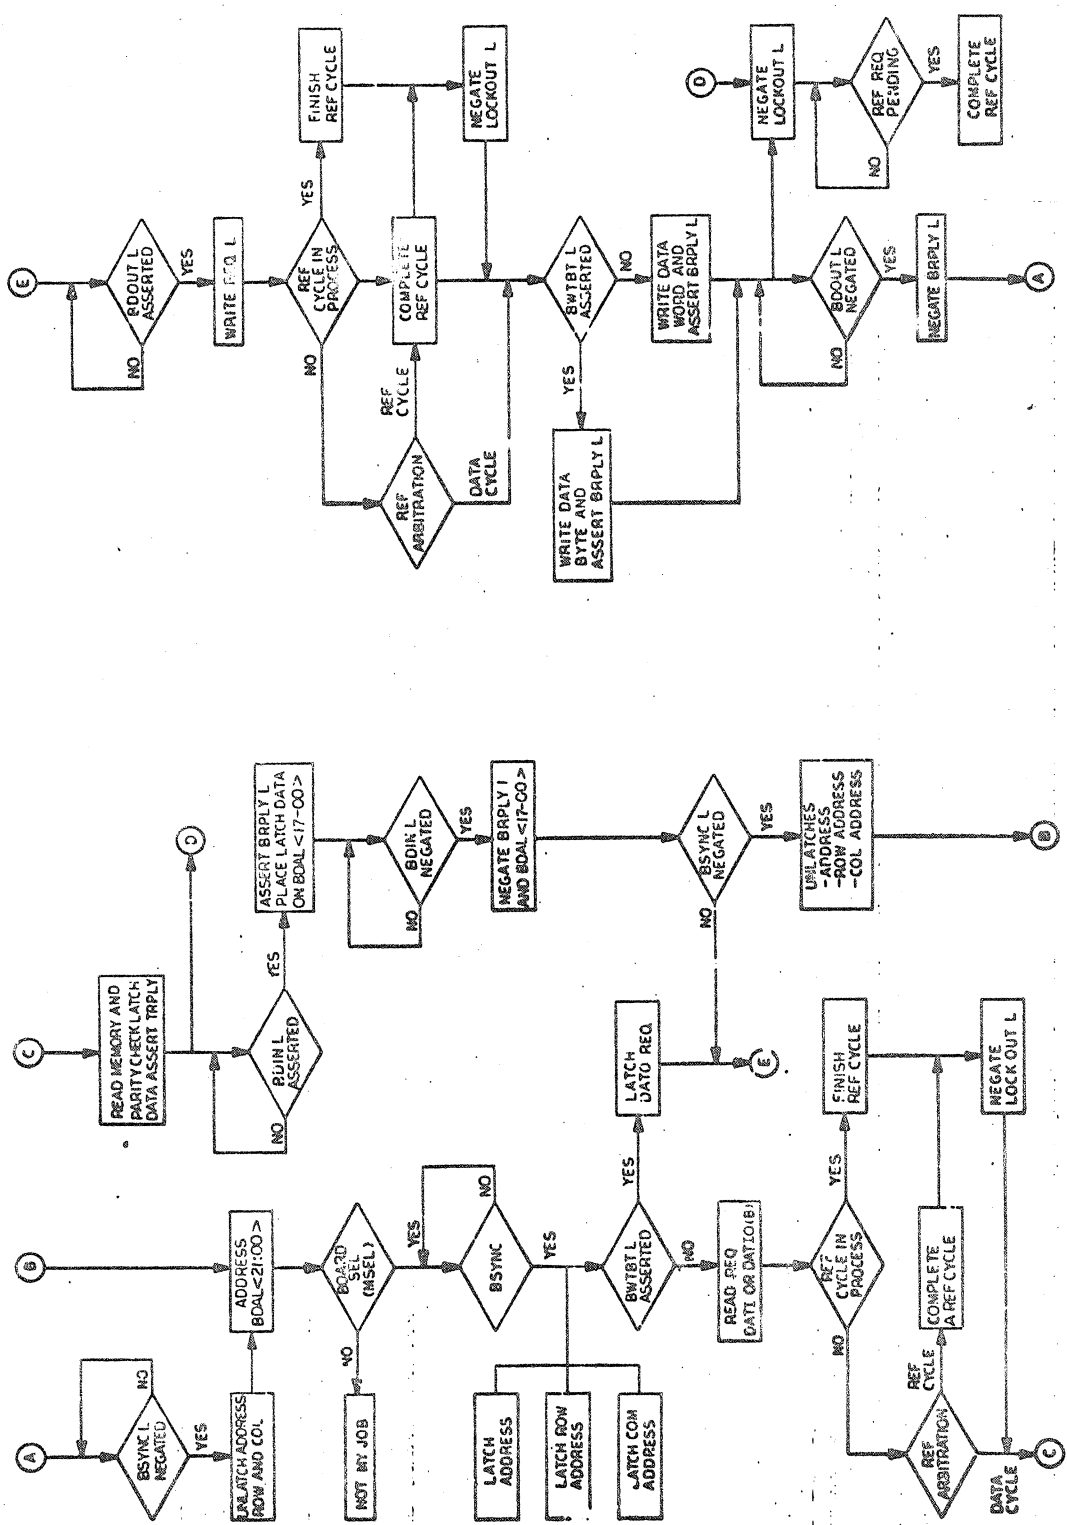 A
BSYNC L
NEGATED
NO
YES
UNLATCH ADDRESS
ROW AND COL
B
ADDRESS
BDAL<21:00>
BOARD
SEL
(MSEL)
NO
NOT MY JOB
YES
BSYNC
NO
YES
LATCH
ADDRESS
LATCH ROW
ADDRESS
LATCH COM
ADDRESS
BWTBT L
ASSERTED
YES
LATCH
DATO REQ
E
NO
READ REQ
DATI OR DATIO(B)
REF
CYCLE IN
PROCESS
YES
FINISH
REF CYCLE
NO
REF
ARBITRATION
REF
CYCLE
COMPLETE
A REF CYCLE
NEGATE
LOCK OUT L
DATA
CYCLE
C
C
READ MEMORY AND
PARITY CHECK LATCH
DATA ASSERT TRPLY
D
BDIN L
ASSERTED
NO
YES
ASSERT BRPLY L
PLACE LATCH DATA
ON BDAL<17-00>
BDIN L
NEGATED
NO
YES
NEGATE BRPLY L
AND BDAL<17-00>
BSYNC L
NEGATED
NO
YES
UNLATCHES
-ADDRESS
-ROW ADDRESS
-COL ADDRESS
B
E
BDOUT L
ASSERTED
NO
YES
WRITE REQ L
REF
CYCLE IN
PROCESS
YES
FINISH
REF CYCLE
NO
REF
ARBITRATION
REF
CYCLE
COMPLETE
REF CYCLE
NEGATE
LOCKOUT L
DATA
CYCLE
BWTBT L
ASSERTED
YES
WRITE DATA
BYTE AND
ASSERT BRPLY L
NO
WRITE DATA
WORD AND
ASSERT BRPLY L
BDOUT L
NEGATED
NO
YES
NEGATE BRPLY L
A
D
NEGATE
LOCKOUT L
REF REQ
PENDING
NO
YES
COMPLETE
REF CYCLE